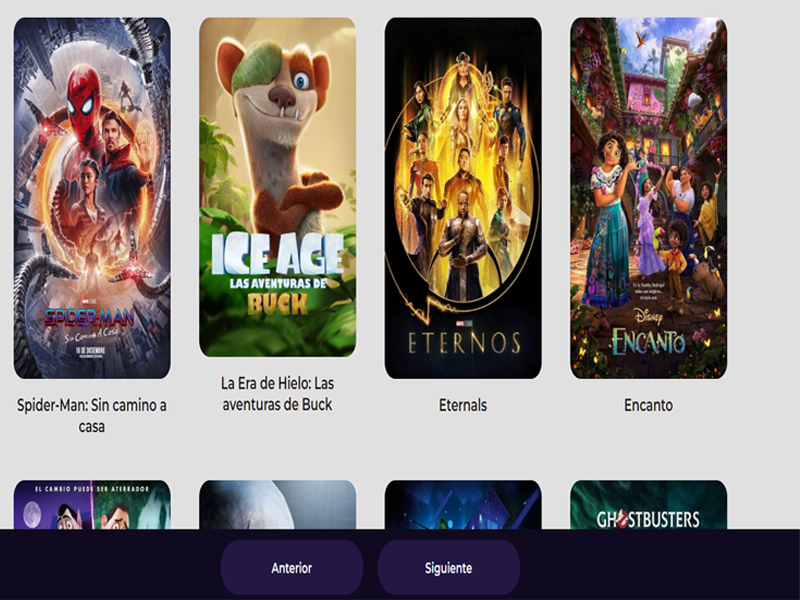 SPIDER-MAN
SIN CAMINO A CASA
16 DE DICIEMBRE
Spider-Man: Sin camino a
casa
ICE AGE
LAS AVENTURAS DE
BUCK
La Era de Hielo: Las
aventuras de Buck
ETERNOS
Eternals
Disney
ENCANTO
Encanto
EL CAMBIO PUEDE SER ATERRADOR
GHOSTBUSTERS
Anterior
Siguiente